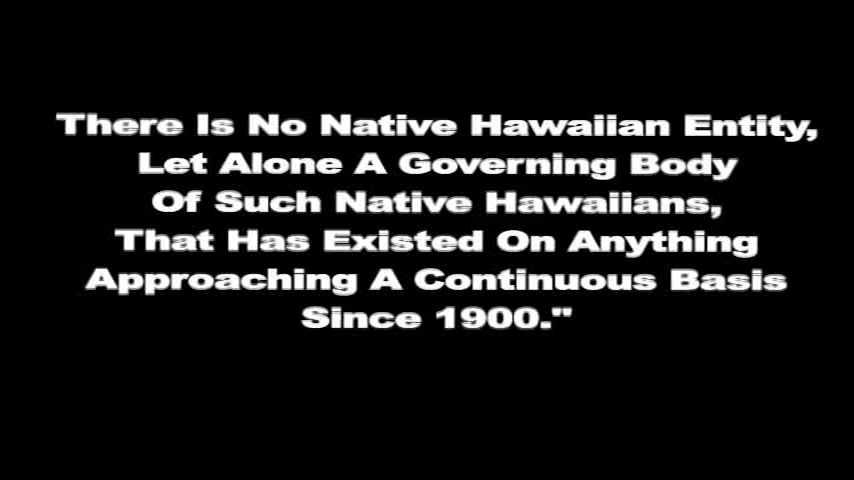 There Is No Native Hawaiian Entity,
Let Alone A Governing Body
Of Such Native Hawaiians,
That Has Existed On Anything
Approaching A Continuous Basis
Since 1900."